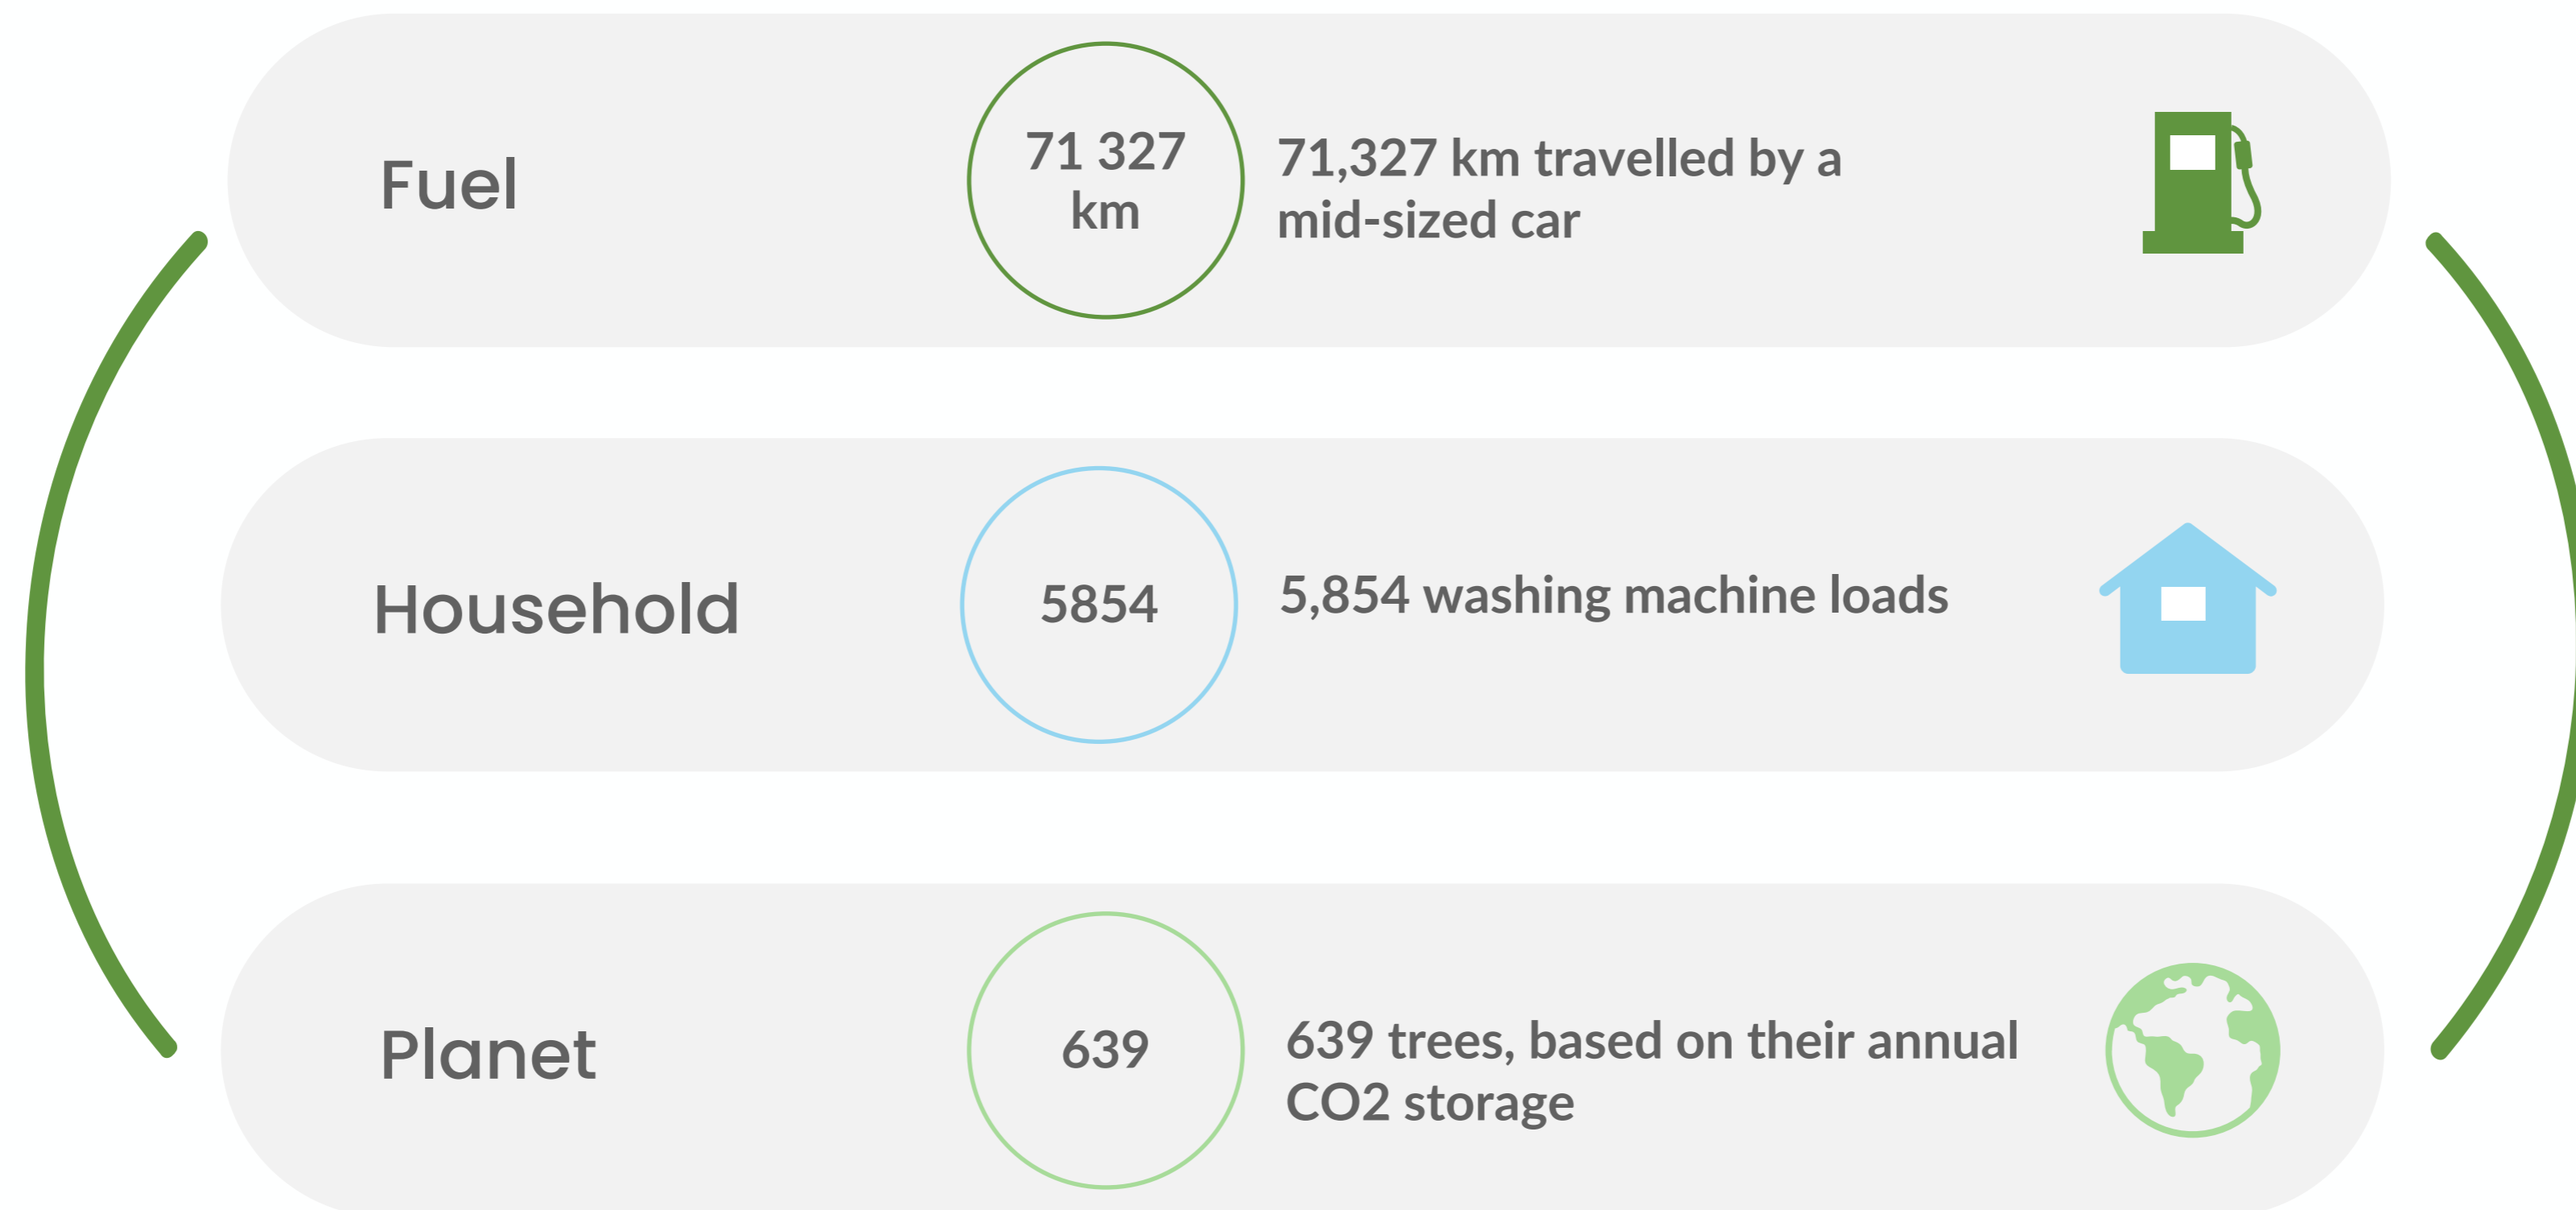 Fuel
71 327
km
71,327 km travelled by a
mid-sized car
Household
5854
5,854 washing machine loads
Planet
639
639 trees, based on their annual
CO2 storage